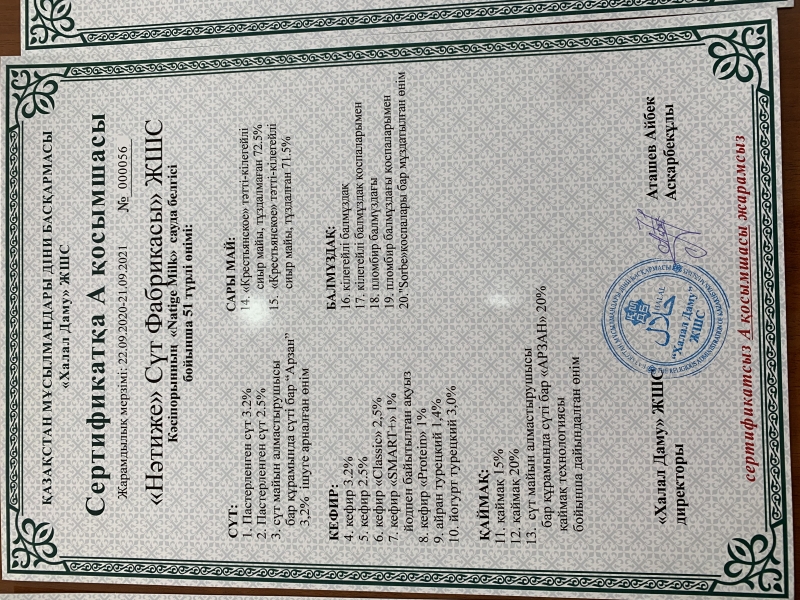 ҚАЗАҚСТАН МҰСЫЛМАНДАРЫ ДІНИ БАСҚАРМАСЫ
«Халал Даму» ЖШС
Сертификатқа А қосымшасы
Жарамдылық мерзімі: 22.09.2020-21.09.2021 № 000056
«Нәтиже» Сүт Фабрикасы» ЖШС
Кәсіпорынның «Natige Milk» сауда белгісі
бойынша 51 түрлі өнімі:
СҮТ:
1. Пастерленген сүт 3.2%
2. Пастерленген сүт 2.5%
3. сүт майын алмастырушысы
бар құрамында сүті бар "Арзан"
3,2% ішуге арналған өнім
КЕФИР:
4. кефир 3.2%
5. кефир 2.5%
6. кефир «Classic» 2,5%
7. кефир «SMART+» 1%
йодпен байытылған ақуыз
8. кефир «Protein» 1%
9. айран турецкий 1,4%
10. йогурт турецкий 3,0%
ҚАЙМАҚ:
11. қаймақ 15%
12. қаймақ 20%
13. сүт майын алмастырушысы
бар құрамында сүті бар «АРЗАН» 20%
қаймақ технологиясы
бойынша дайындалған өнім
САРЫ МАЙ:
14. «Крестьянское» тәтті-кілегейлі
сиыр майы, тұздалмаған 72.5%
15. «Крестьянское» тәтті-кілегейлі
сиыр майы, тұздалған 71.5%
БАЛМҰЗДАҚ:
16. кілегейлі балмұздақ
17. кілегейлі балмұздақ қоспаларымен
18. пломбир балмұздағы
19. пломбир балмұздағы қоспаларымен
20."Sorbe»қоспалары бар мұздатылған өнім
«Халал Даму» ЖШС
директоры
HALAL
"Халал Даму"
ЖШС
Аташев Айбек
Асқарбекұлы
сертификатсыз А қосымшасы жарамсыз